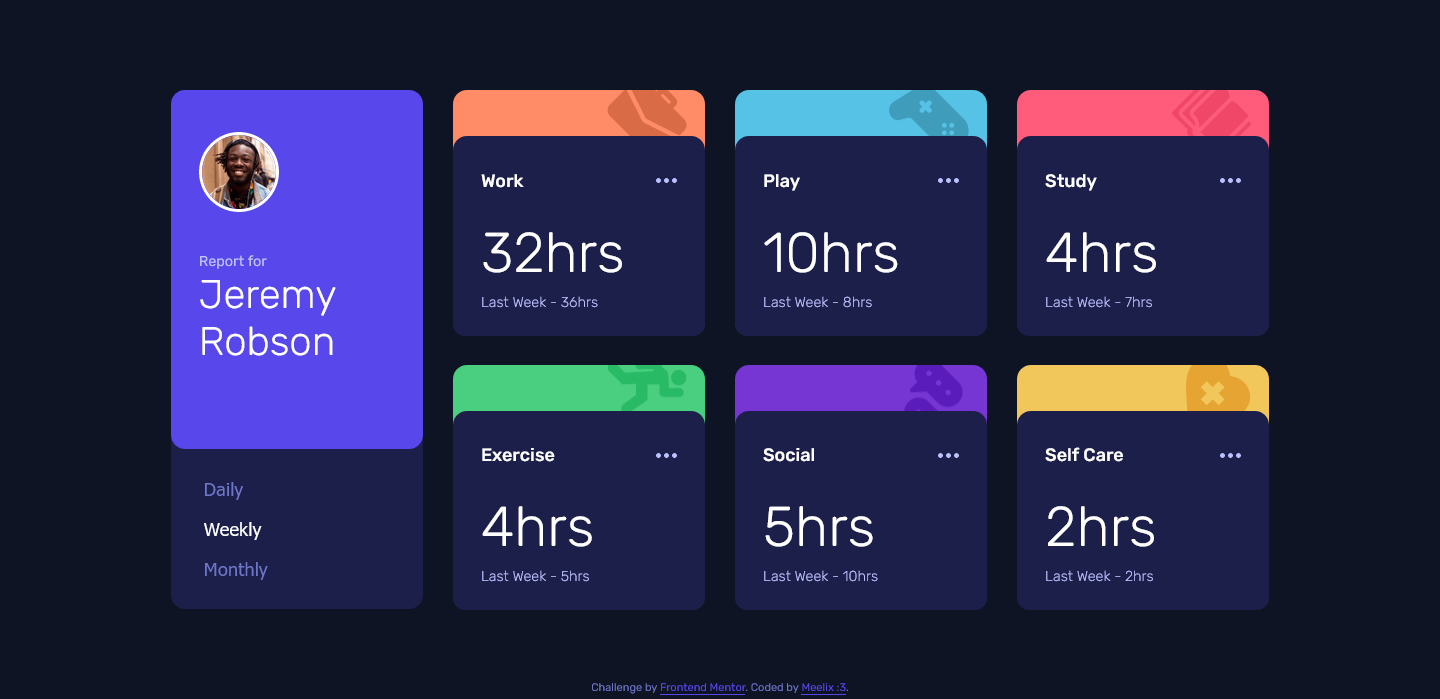 Report for
Jeremy
Robson
Daily
Weekly
Monthly
Work
32hrs
Last Week - 36hrs
Play
10hrs
Last Week - 8hrs
Study
4hrs
Last Week - 7hrs
Exercise
4hrs
Last Week - 5hrs
Social
5hrs
Last Week - 10hrs
Self Care
2hrs
Last Week - 2hrs
Challenge by Frontend Mentor. Coded by Meelix :3.